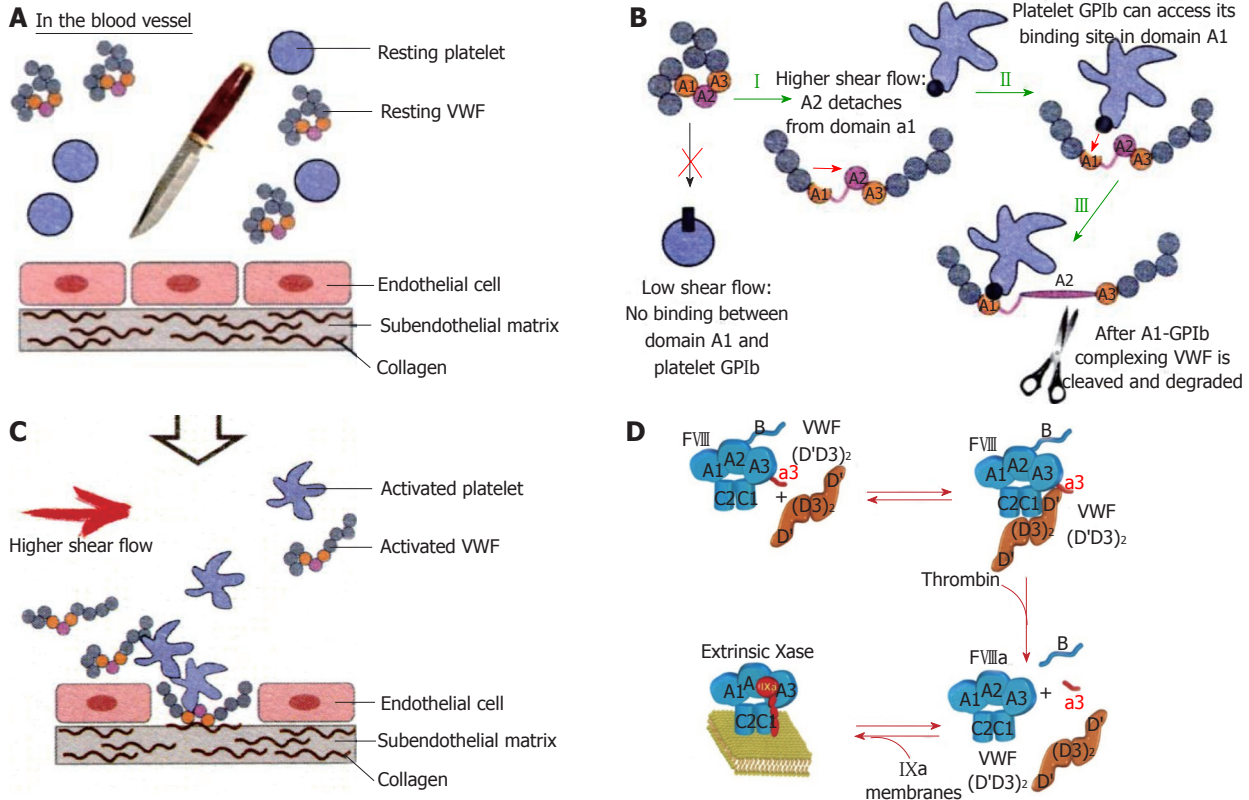 A
In the blood vessel
Resting platelet
Resting VWF
Endothelial cell
Subendothelial matrix
Collagen
B
Platelet GPIb can access its
binding site in domain A1
A1
A2
A3
I
Higher shear flow:
A2 detaches
from domain a1
II
A1
A2
A3
A1
A2
A3
III
Low shear flow:
No binding between
domain A1 and
platelet GPIb
A1
A2
A3
After A1-GPIb
complexing VWF is
cleaved and degraded
C
Higher shear flow
Activated platelet
Activated VWF
Endothelial cell
Subendothelial matrix
Collagen
D
FVIII
B
VWF
(D'D3)2
A1
A2
A3
a3
C2
C1
+
D'
(D3)2
D'
FVIII
B
A1
A2
A3
a3
C2
C1
D'
(D3)2
D'
VWF
(D'D3)2
Thrombin
FVIIIa
B
A1
A2
A3
+
a3
C2
C1
VWF
(D'D3)2
D'
(D3)2
D'
Extrinsic Xase
A1
A
IXa
A3
C2
C1
IXa
membranes